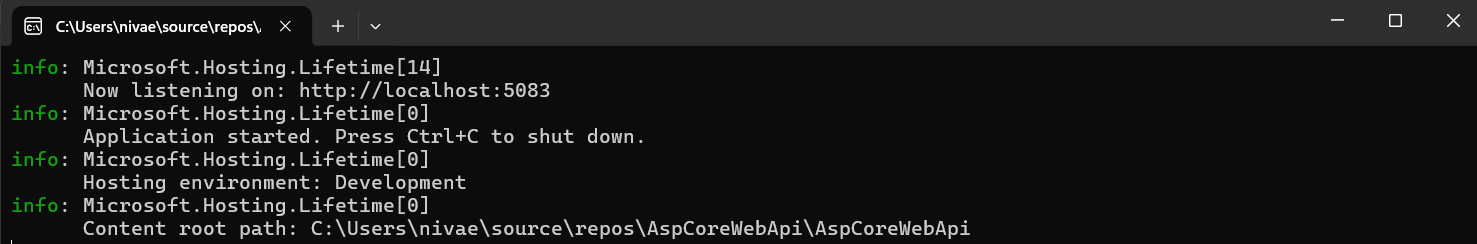 C:\Users\nivae\source\repos\.
info: Microsoft.Hosting.Lifetime[14]
Now listening on: http://localhost:5083
info: Microsoft.Hosting.Lifetime[0]
Application started. Press Ctrl+C to shut down.
info: Microsoft.Hosting.Lifetime[0]
Hosting environment: Development
info: Microsoft.Hosting.Lifetime[0]
Content root path: C:\Users\nivae\source\repos\AspCoreWebApi\AspCoreWebApi